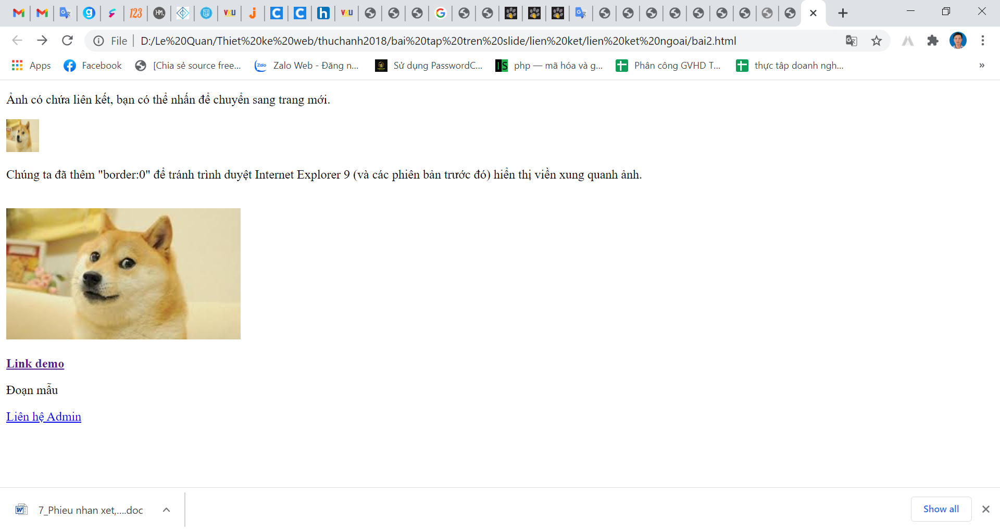 VKU
123
HM.
VKU
File
D:/Le%20Quan/Thiet%20ke%20web/thuchanh2018/bai%20tap%20tren%20slide/lien%20ket/lien%20ket%20ngoai/bai2.html
Apps Facebook [Chia sẻ source free... Zalo Web - Đăng n... Sử dụng PasswordC... php — mã hóa và g... Phân công GVHD T... thực tập doanh ngh... »
Ảnh có chứa liên kết, bạn có thể nhấn để chuyển sang trang mới.
Chúng ta đã thêm "border:0" để tránh trình duyệt Internet Explorer 9 (và các phiên bản trước đó) hiển thị viền xung quanh ảnh.
Link demo
Đoạn mẫu
Liên hệ Admin
7_Phieu nhan xet,....doc
Show all